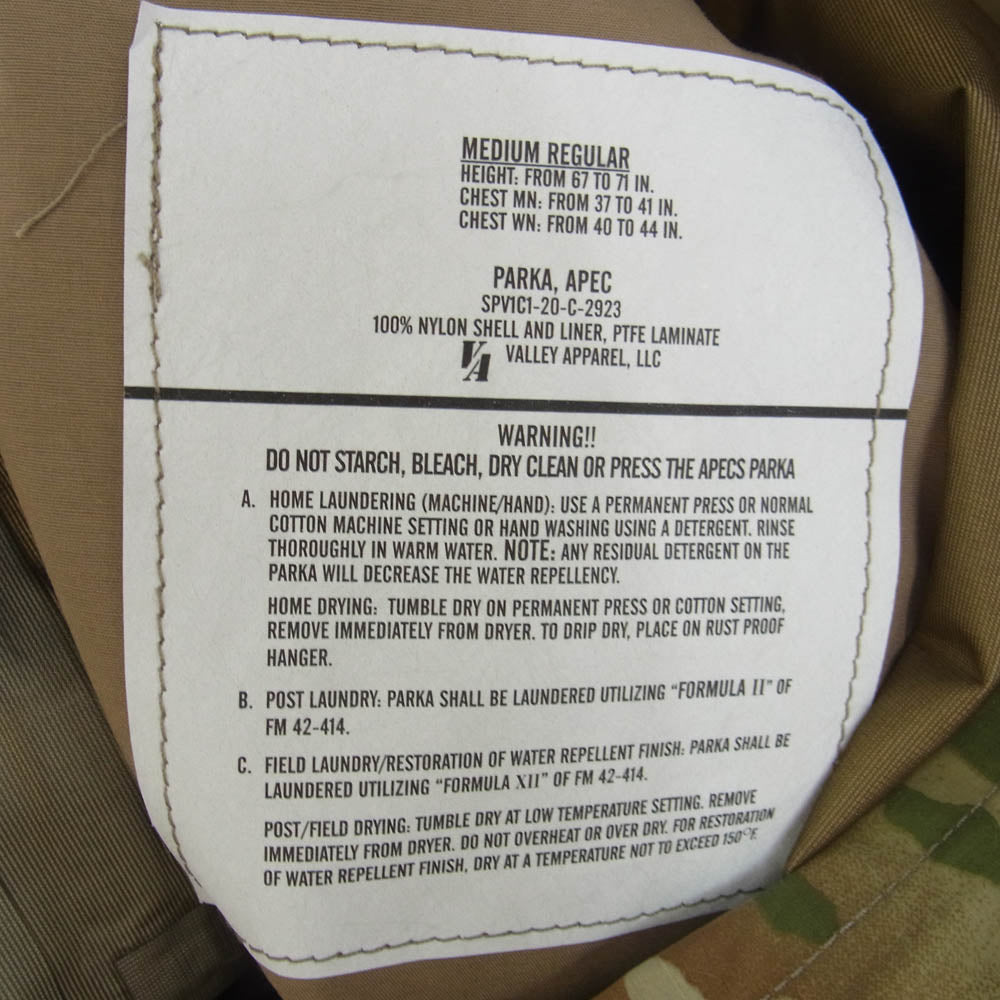 MEDIUM REGULAR
HEIGHT: FROM 67 TO 71 IN.
CHEST MN: FROM 37 TO 41 IN.
CHEST WN: FROM 40 TO 44 IN.
PARKA, APEC
SPV1C1-20-C-2923
100% NYLON SHELL AND LINER, PTFE LAMINATE
VA VALLEY APPAREL, LLC
WARNING!!
DO NOT STARCH, BLEACH, DRY CLEAN OR PRESS THE APECS PARKA
A. HOME LAUNDERING (MACHINE/HAND): USE A PERMANENT PRESS OR NORMAL
COTTON MACHINE SETTING OR HAND WASHING USING A DETERGENT. RINSE
THOROUGHLY IN WARM WATER. NOTE: ANY RESIDUAL DETERGENT ON THE
PARKA WILL DECREASE THE WATER REPELLENCY.
HOME DRYING: TUMBLE DRY ON PERMANENT PRESS OR COTTON SETTING,
REMOVE IMMEDIATELY FROM DRYER. TO DRIP DRY, PLACE ON RUST PROOF
HANGER.
B. POST LAUNDRY: PARKA SHALL BE LAUNDERED UTILIZING “FORMULA II” OF
FM 42-414.
C. FIELD LAUNDRY/RESTORATION OF WATER REPELLENT FINISH: PARKA SHALL BE
LAUNDERED UTILIZING “FORMULA XII” OF FM 42-414.
POST/FIELD DRYING: TUMBLE DRY AT LOW TEMPERATURE SETTING. REMOVE
IMMEDIATELY FROM DRYER. DO NOT OVERHEAT OR OVER DRY. FOR RESTORATION
OF WATER REPELLENT FINISH, DRY AT A TEMPERATURE NOT TO EXCEED 150°F.